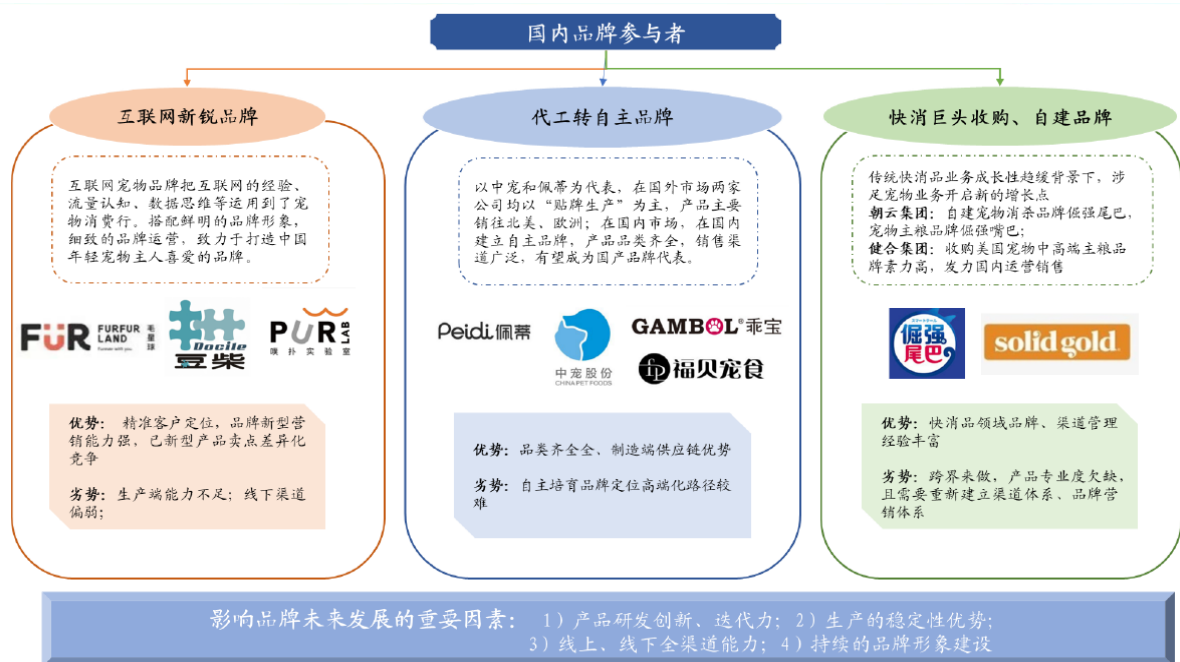 国内品牌参与者
互联网新锐品牌
互联网宠物品牌把互联网的经验、
流量认知、数据思维等运用到了宠
物消费行。搭配鲜明的品牌形象，
细致的品牌运营，致力于打造中国
年轻宠物主人喜爱的品牌。
FÜR FURFUR LAND 毛星球
Docile
豆柴
PUR LAB
噗扑实验室
优势： 精准客户定位，品牌新型营
销能力强，已新型产品卖点差异化
竞争
劣势：生产端能力不足；线下渠道
偏弱；
代工转自主品牌
以中宠和佩蒂为代表，在国外市场两家
公司均以“贴牌生产”为主，产品主要
销往北美、欧洲；在国内市场，在国内
建立自主品牌，产品品类齐全，销售渠
道广泛，有望成为国产品牌代表。
Peidi佩蒂
中宠股份
CHINA PET FOODS
GAMBOL®乖宝
fp 福贝宠食
优势：品类齐全全、制造端供应链优势
劣势：自主培育品牌定位高端化路径较
难
快消巨头收购、自建品牌
传统快消品业务成长性趋缓背景下，涉
足宠物业务开启新的增长点
朝云集团：自建宠物消杀品牌倔强尾巴，
宠物主粮品牌倔强嘴巴；
健合集团：收购美国宠物中高端主粮品
牌素力高，发力国内运营销售
倔强
尾巴
solid gold
优势：快消品领域品牌、渠道管理
经验丰富
劣势：跨界来做，产品专业度欠缺，
且需要重新建立渠道体系、品牌营
销体系
影响品牌未来发展的重要因素： 1）产品研发创新、迭代力；2）生产的稳定性优势；
3）线上、线下全渠道能力；4）持续的品牌形象建设